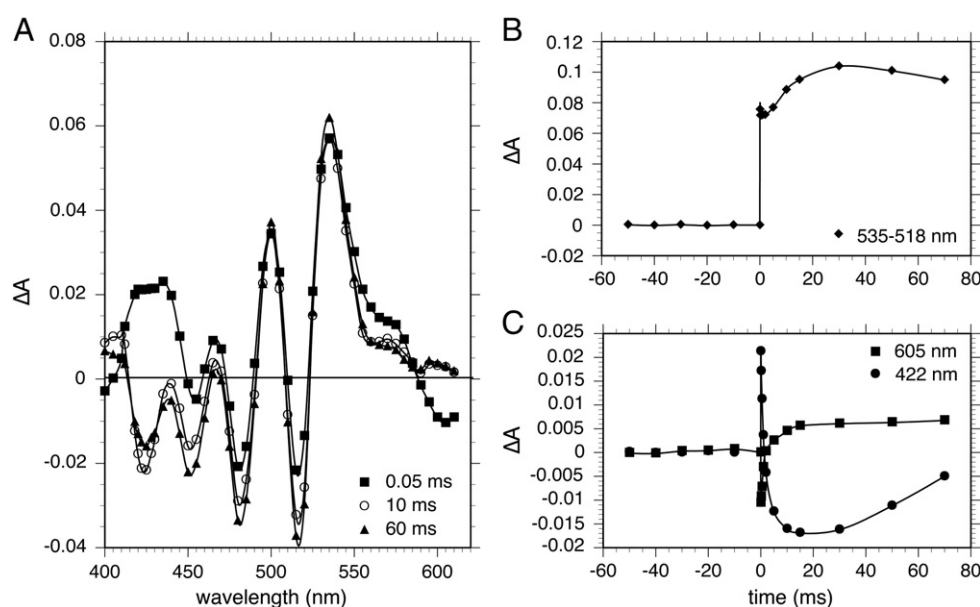 A
0.08
0.06
0.04
0.02
0
-0.02
-0.04
ΔA
0.05 ms
10 ms
60 ms
400 450 500 550 600
wavelength (nm)
B
0.12
0.1
0.08
0.06
0.04
0.02
0
-0.02
ΔA
535-518 nm
-60 -40 -20 0 20 40 60 80
C
0.025
0.02
0.015
0.01
0.005
0
-0.005
-0.01
-0.015
-0.02
ΔA
605 nm
422 nm
-60 -40 -20 0 20 40 60 80
time (ms)